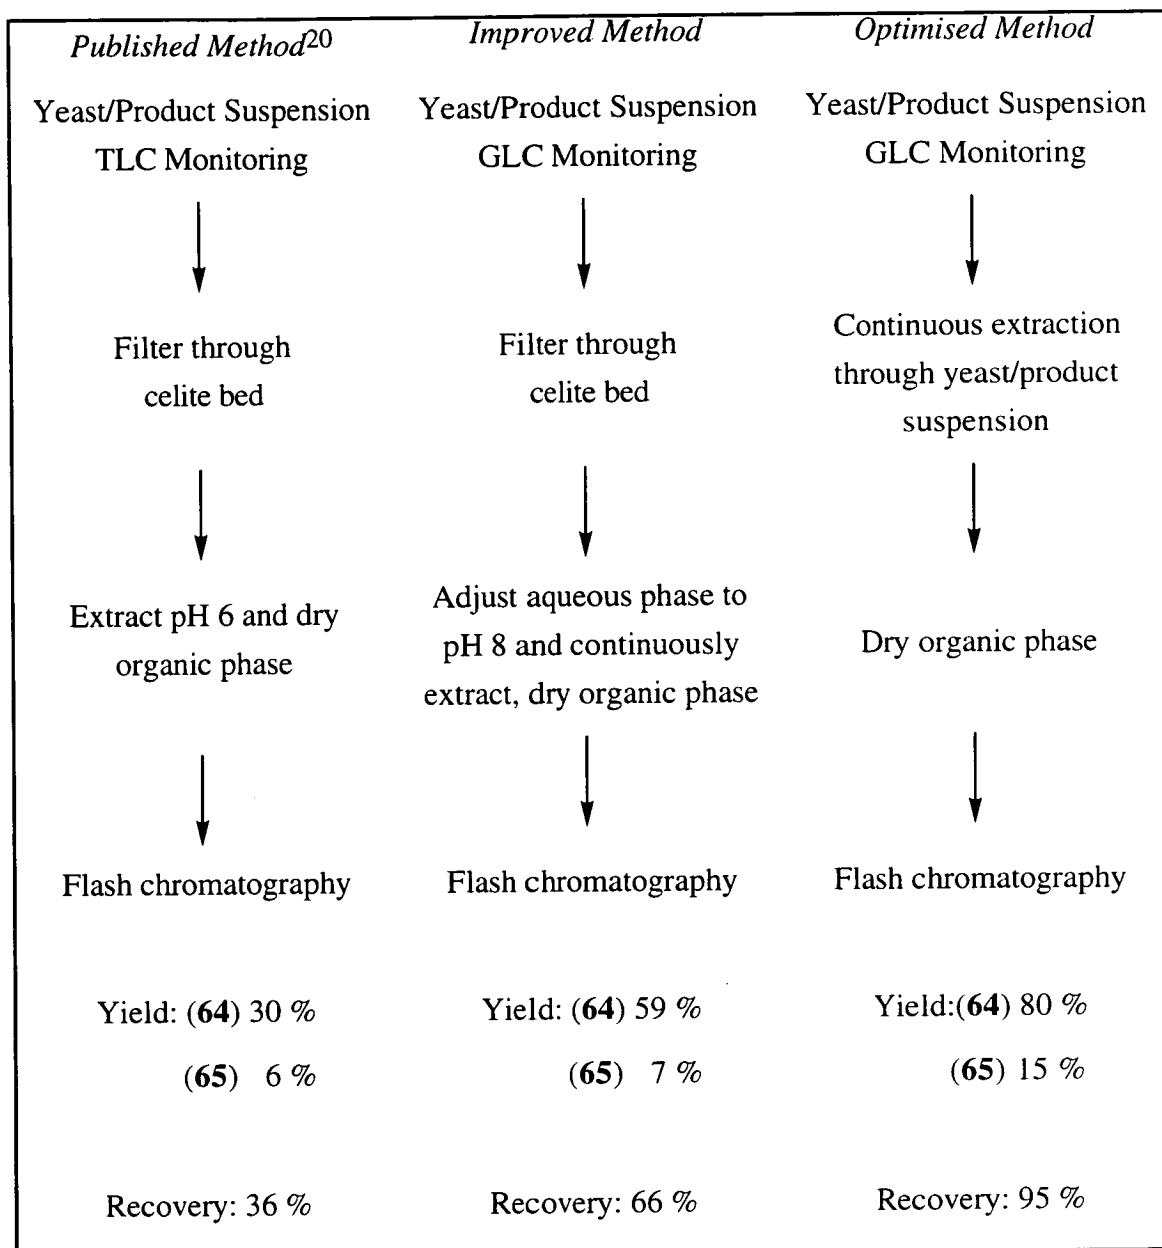 Published Method20
Yeast/Product Suspension
TLC Monitoring
Filter through
celite bed
Extract pH 6 and dry
organic phase
Flash chromatography
Yield: (64) 30 %
(65) 6 %
Recovery: 36 %
Improved Method
Yeast/Product Suspension
GLC Monitoring
Filter through
celite bed
Adjust aqueous phase to
pH 8 and continuously
extract, dry organic phase
Flash chromatography
Yield: (64) 59 %
(65) 7 %
Recovery: 66 %
Optimised Method
Yeast/Product Suspension
GLC Monitoring
Continuous extraction
through yeast/product
suspension
Dry organic phase
Flash chromatography
Yield:(64) 80 %
(65) 15 %
Recovery: 95 %